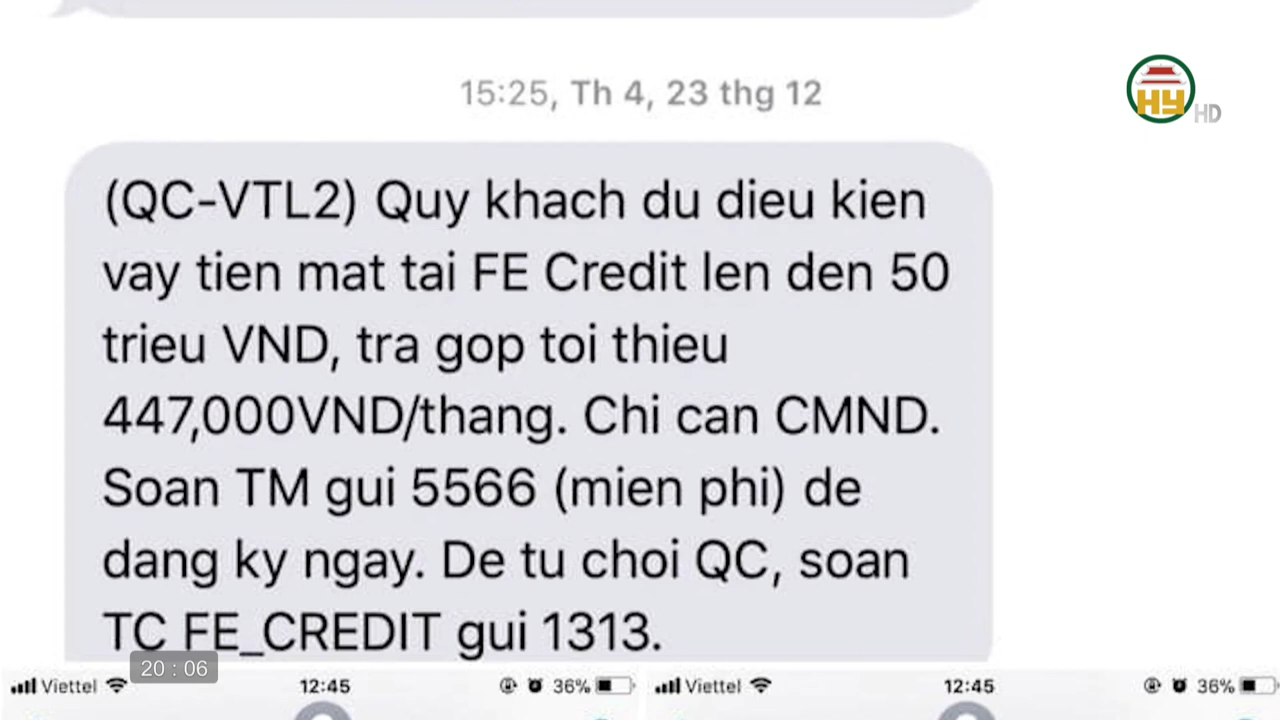 15:25, Th 4, 23 thg 12
HY HD
(QC-VTL2) Quy khach du dieu kien
vay tien mat tai FE Credit len den 50
trieu VND, tra gop toi thieu
447,000VND/thang. Chi can CMND.
Soan TM gui 5566 (mien phi) de
dang ky ngay. De tu choi QC, soan
TC FE_CREDIT gui 1313.
20 : 06
Viettel 12:45 36%
Viettel 12:45 36%